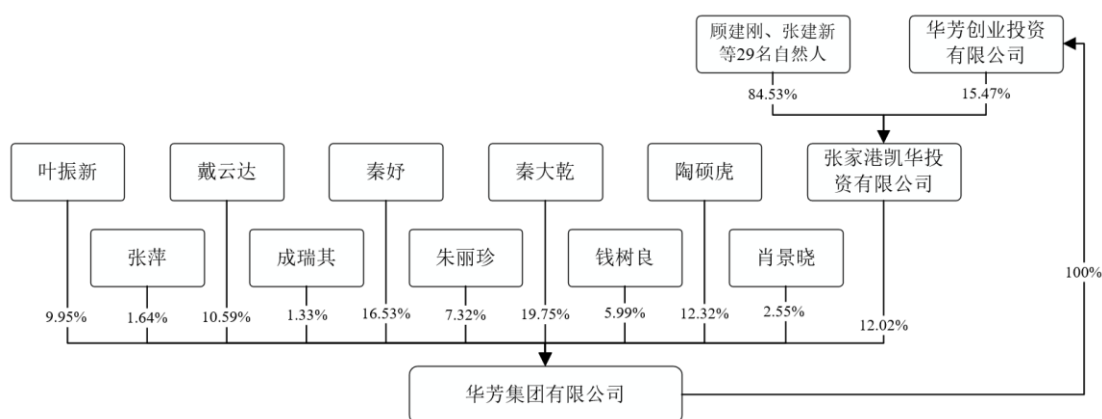 顾建刚、张建新
等29名自然人
华芳创业投资
有限公司
84.53%
15.47%
叶振新
戴云达
秦妤
秦大乾
陶硕虎
张家港凯华投
资有限公司
张萍
成瑞其
朱丽珍
钱树良
肖景晓
100%
9.95%
1.64%
10.59%
1.33%
16.53%
7.32%
19.75%
5.99%
12.32%
2.55%
12.02%
华芳集团有限公司